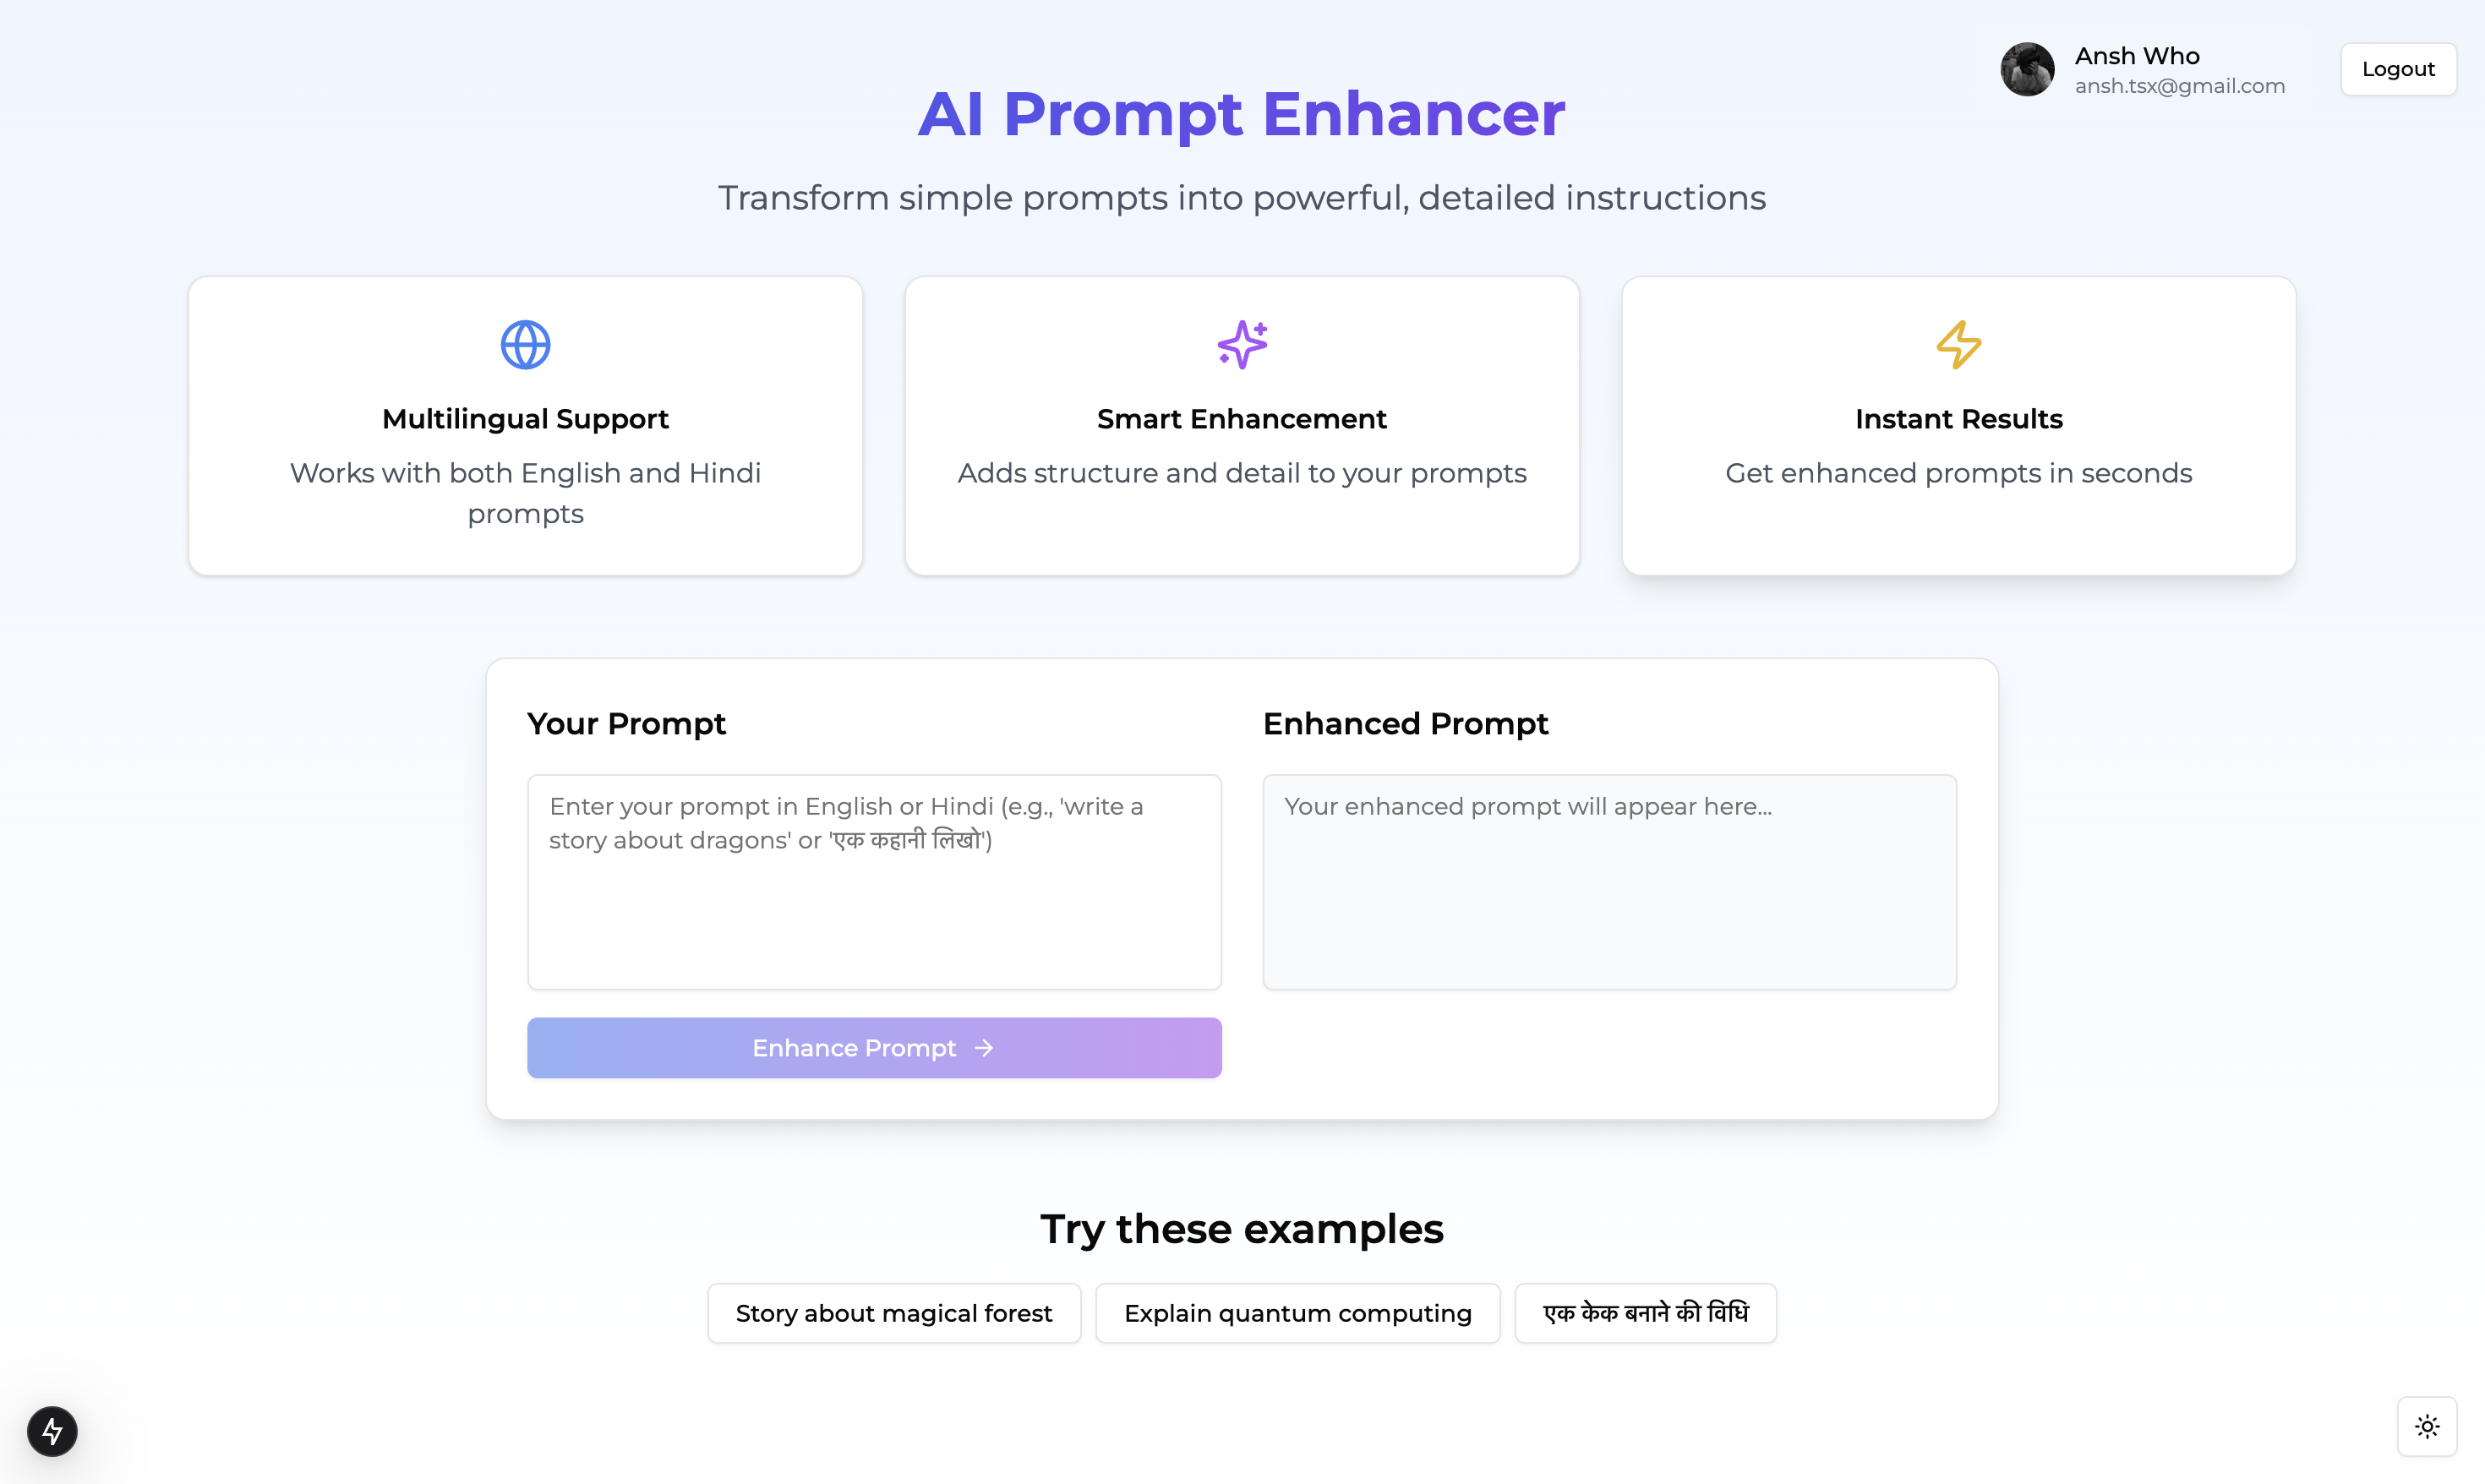 Ansh Who
ansh.tsx@gmail.com
Logout
AI Prompt Enhancer
Transform simple prompts into powerful, detailed instructions
Multilingual Support
Works with both English and Hindi
prompts
Smart Enhancement
Adds structure and detail to your prompts
Instant Results
Get enhanced prompts in seconds
Your Prompt
Enter your prompt in English or Hindi (e.g., 'write a
story about dragons' or 'एक कहानी लिखो')
Enhance Prompt →
Enhanced Prompt
Your enhanced prompt will appear here...
Try these examples
Story about magical forest
Explain quantum computing
एक केक बनाने की विधि